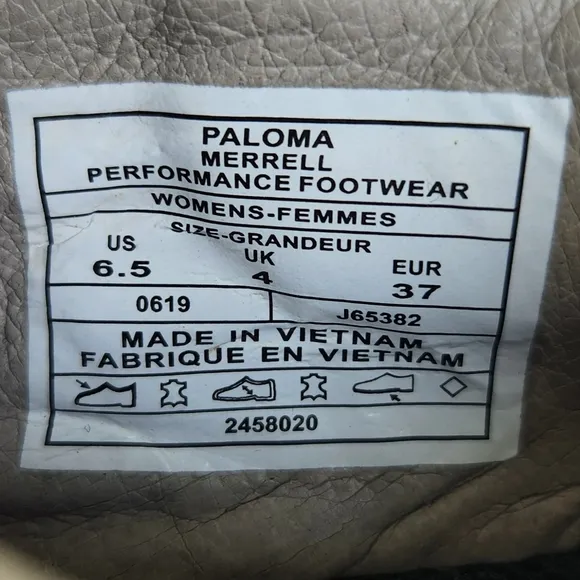 PALOMA
MERRELL
PERFORMANCE FOOTWEAR
WOMENS-FEMMES
SIZE-GRANDEUR
US UK EUR
6.5 4 37
0619 J65382
MADE IN VIETNAM
FABRIQUE EN VIETNAM
2458020